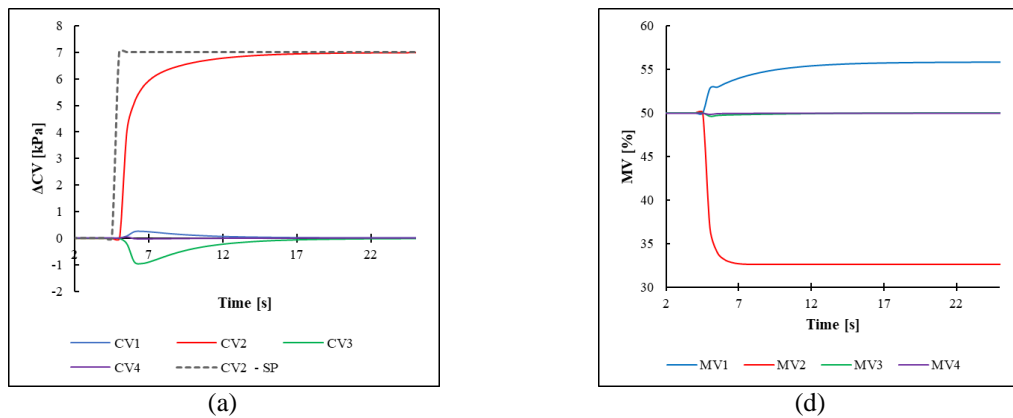 8
7
6
5
4
3
2
1
0
-1
-2
ΔCV [kPa]
2 7 12 17 22
Time [s]
CV1 CV2 CV3
CV4 CV2 - SP
(a)
60
55
50
45
40
35
30
MV [%]
2 7 12 17 22
Time [s]
MV1 MV2 MV3 MV4
(d)